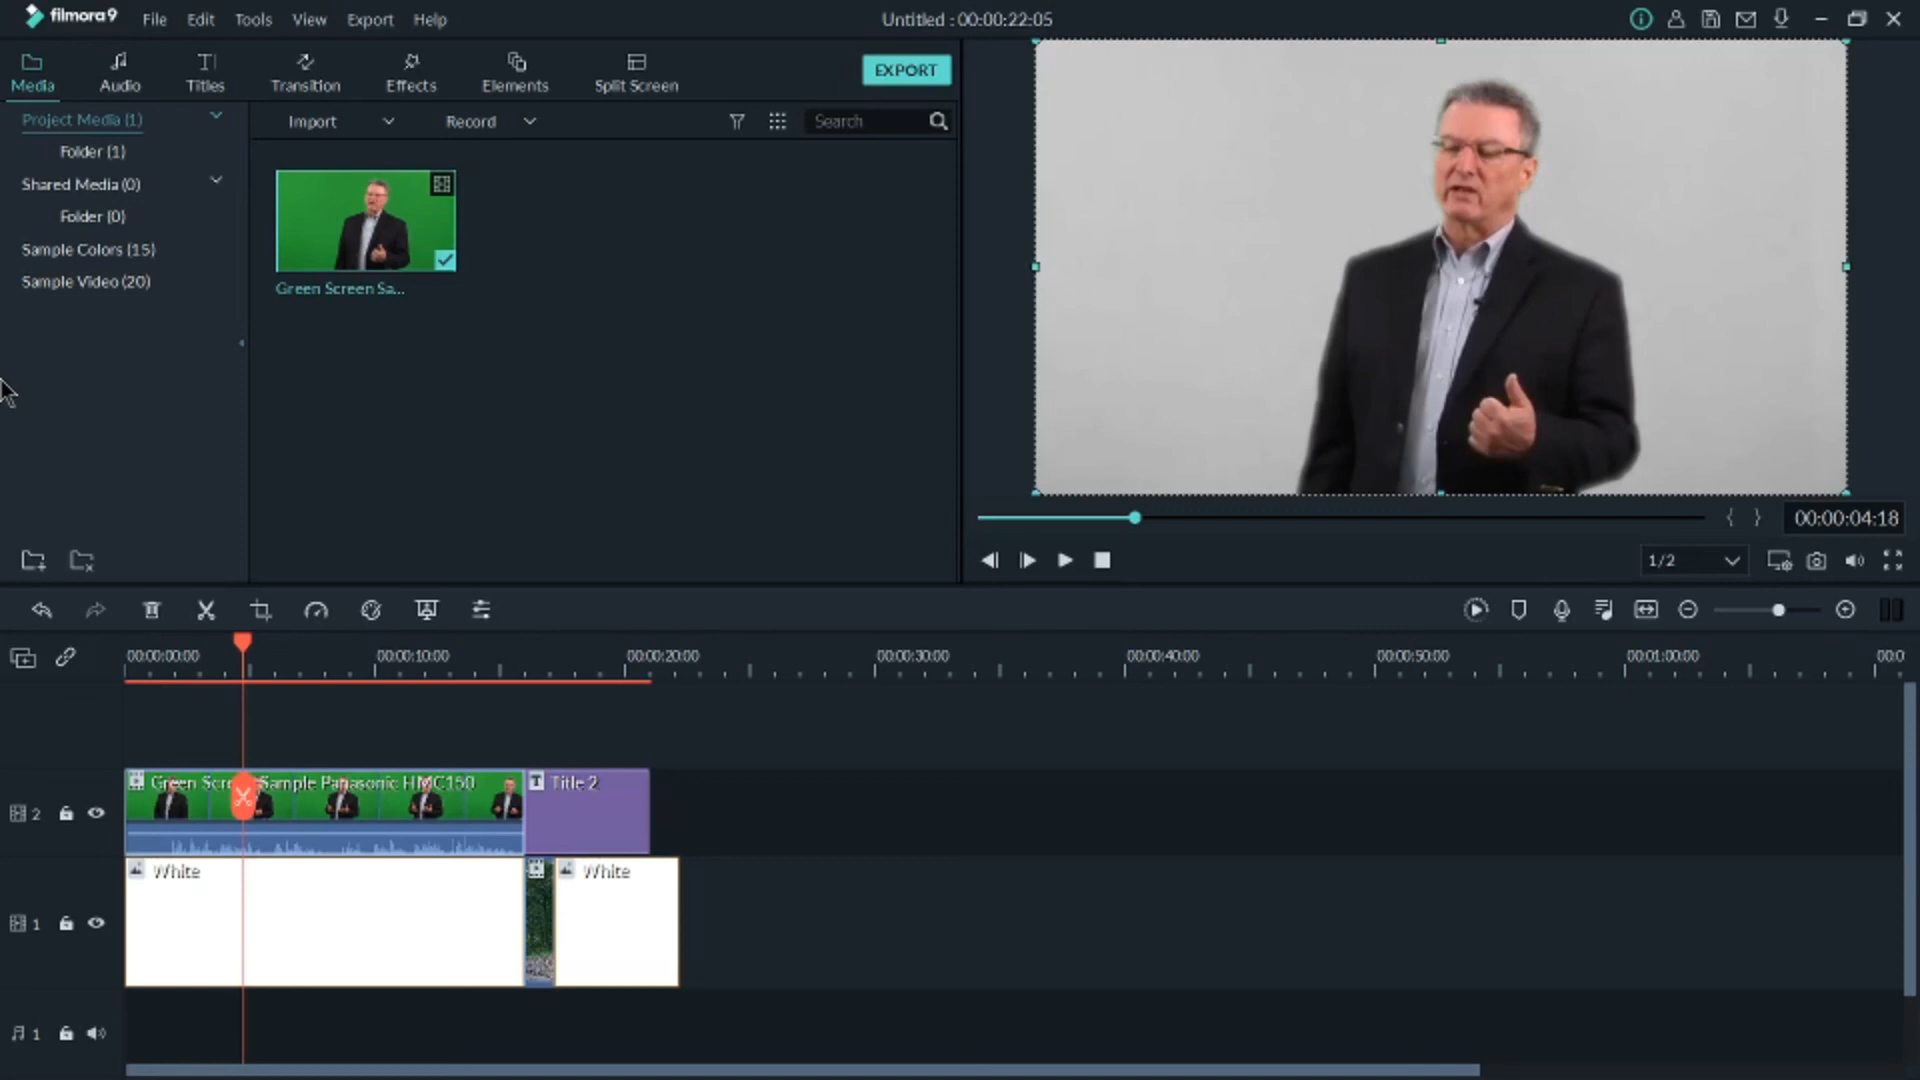 filmora9
File Edit Tools View Export Help
Untitled : 00:00:22:05
Media Audio Titles Transition Effects Elements Split Screen
EXPORT
Project Media (1)
Folder (1)
Shared Media (0)
Folder (0)
Sample Colors (15)
Sample Video (20)
Import Record Search
Green Screen Sa...
00:00:04:18
1/2
00:00:00:00 00:00:10:00 00:00:20:00 00:00:30:00 00:00:40:00 00:00:50:00 00:01:00:00 00:0
2
Green Scr Sample Panasonic HMC150
Title 2
1
White
White
1